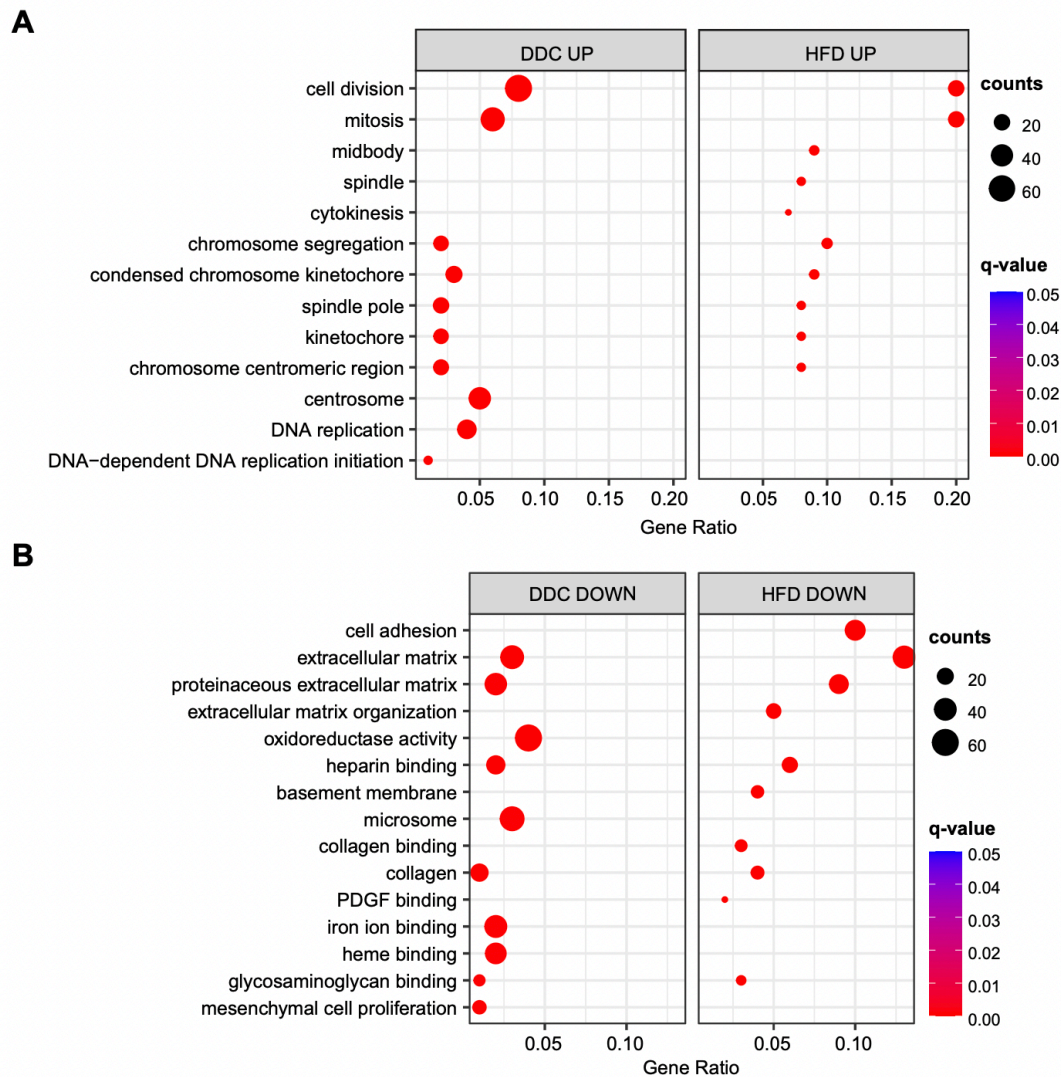 A
DDC UP
HFD UP
cell division
mitosis
midbody
spindle
cytokinesis
chromosome segregation
condensed chromosome kinetochore
spindle pole
kinetochore
chromosome centromeric region
centrosome
DNA replication
DNA−dependent DNA replication initiation
0.05 0.10 0.15 0.20
0.05 0.10 0.15 0.20
Gene Ratio
counts
20
40
60
q-value
0.05
0.04
0.03
0.02
0.01
0.00
B
DDC DOWN
HFD DOWN
cell adhesion
extracellular matrix
proteinaceous extracellular matrix
extracellular matrix organization
oxidoreductase activity
heparin binding
basement membrane
microsome
collagen binding
collagen
PDGF binding
iron ion binding
heme binding
glycosaminoglycan binding
mesenchymal cell proliferation
0.05 0.10
0.05 0.10
Gene Ratio
counts
20
40
60
q-value
0.05
0.04
0.03
0.02
0.01
0.00